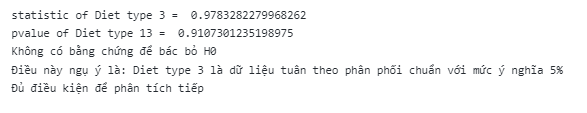 statistic of Diet type 3 =  0.9783282279968262
pvalue of Diet type 13 =  0.9107301235198975
Không có bằng chứng để bác bỏ H0
Điều này ngụ ý là: Diet type 3 là dữ liệu tuân theo phân phối chuẩn với mức ý nghĩa 5%
Đủ điều kiện để phân tích tiếp